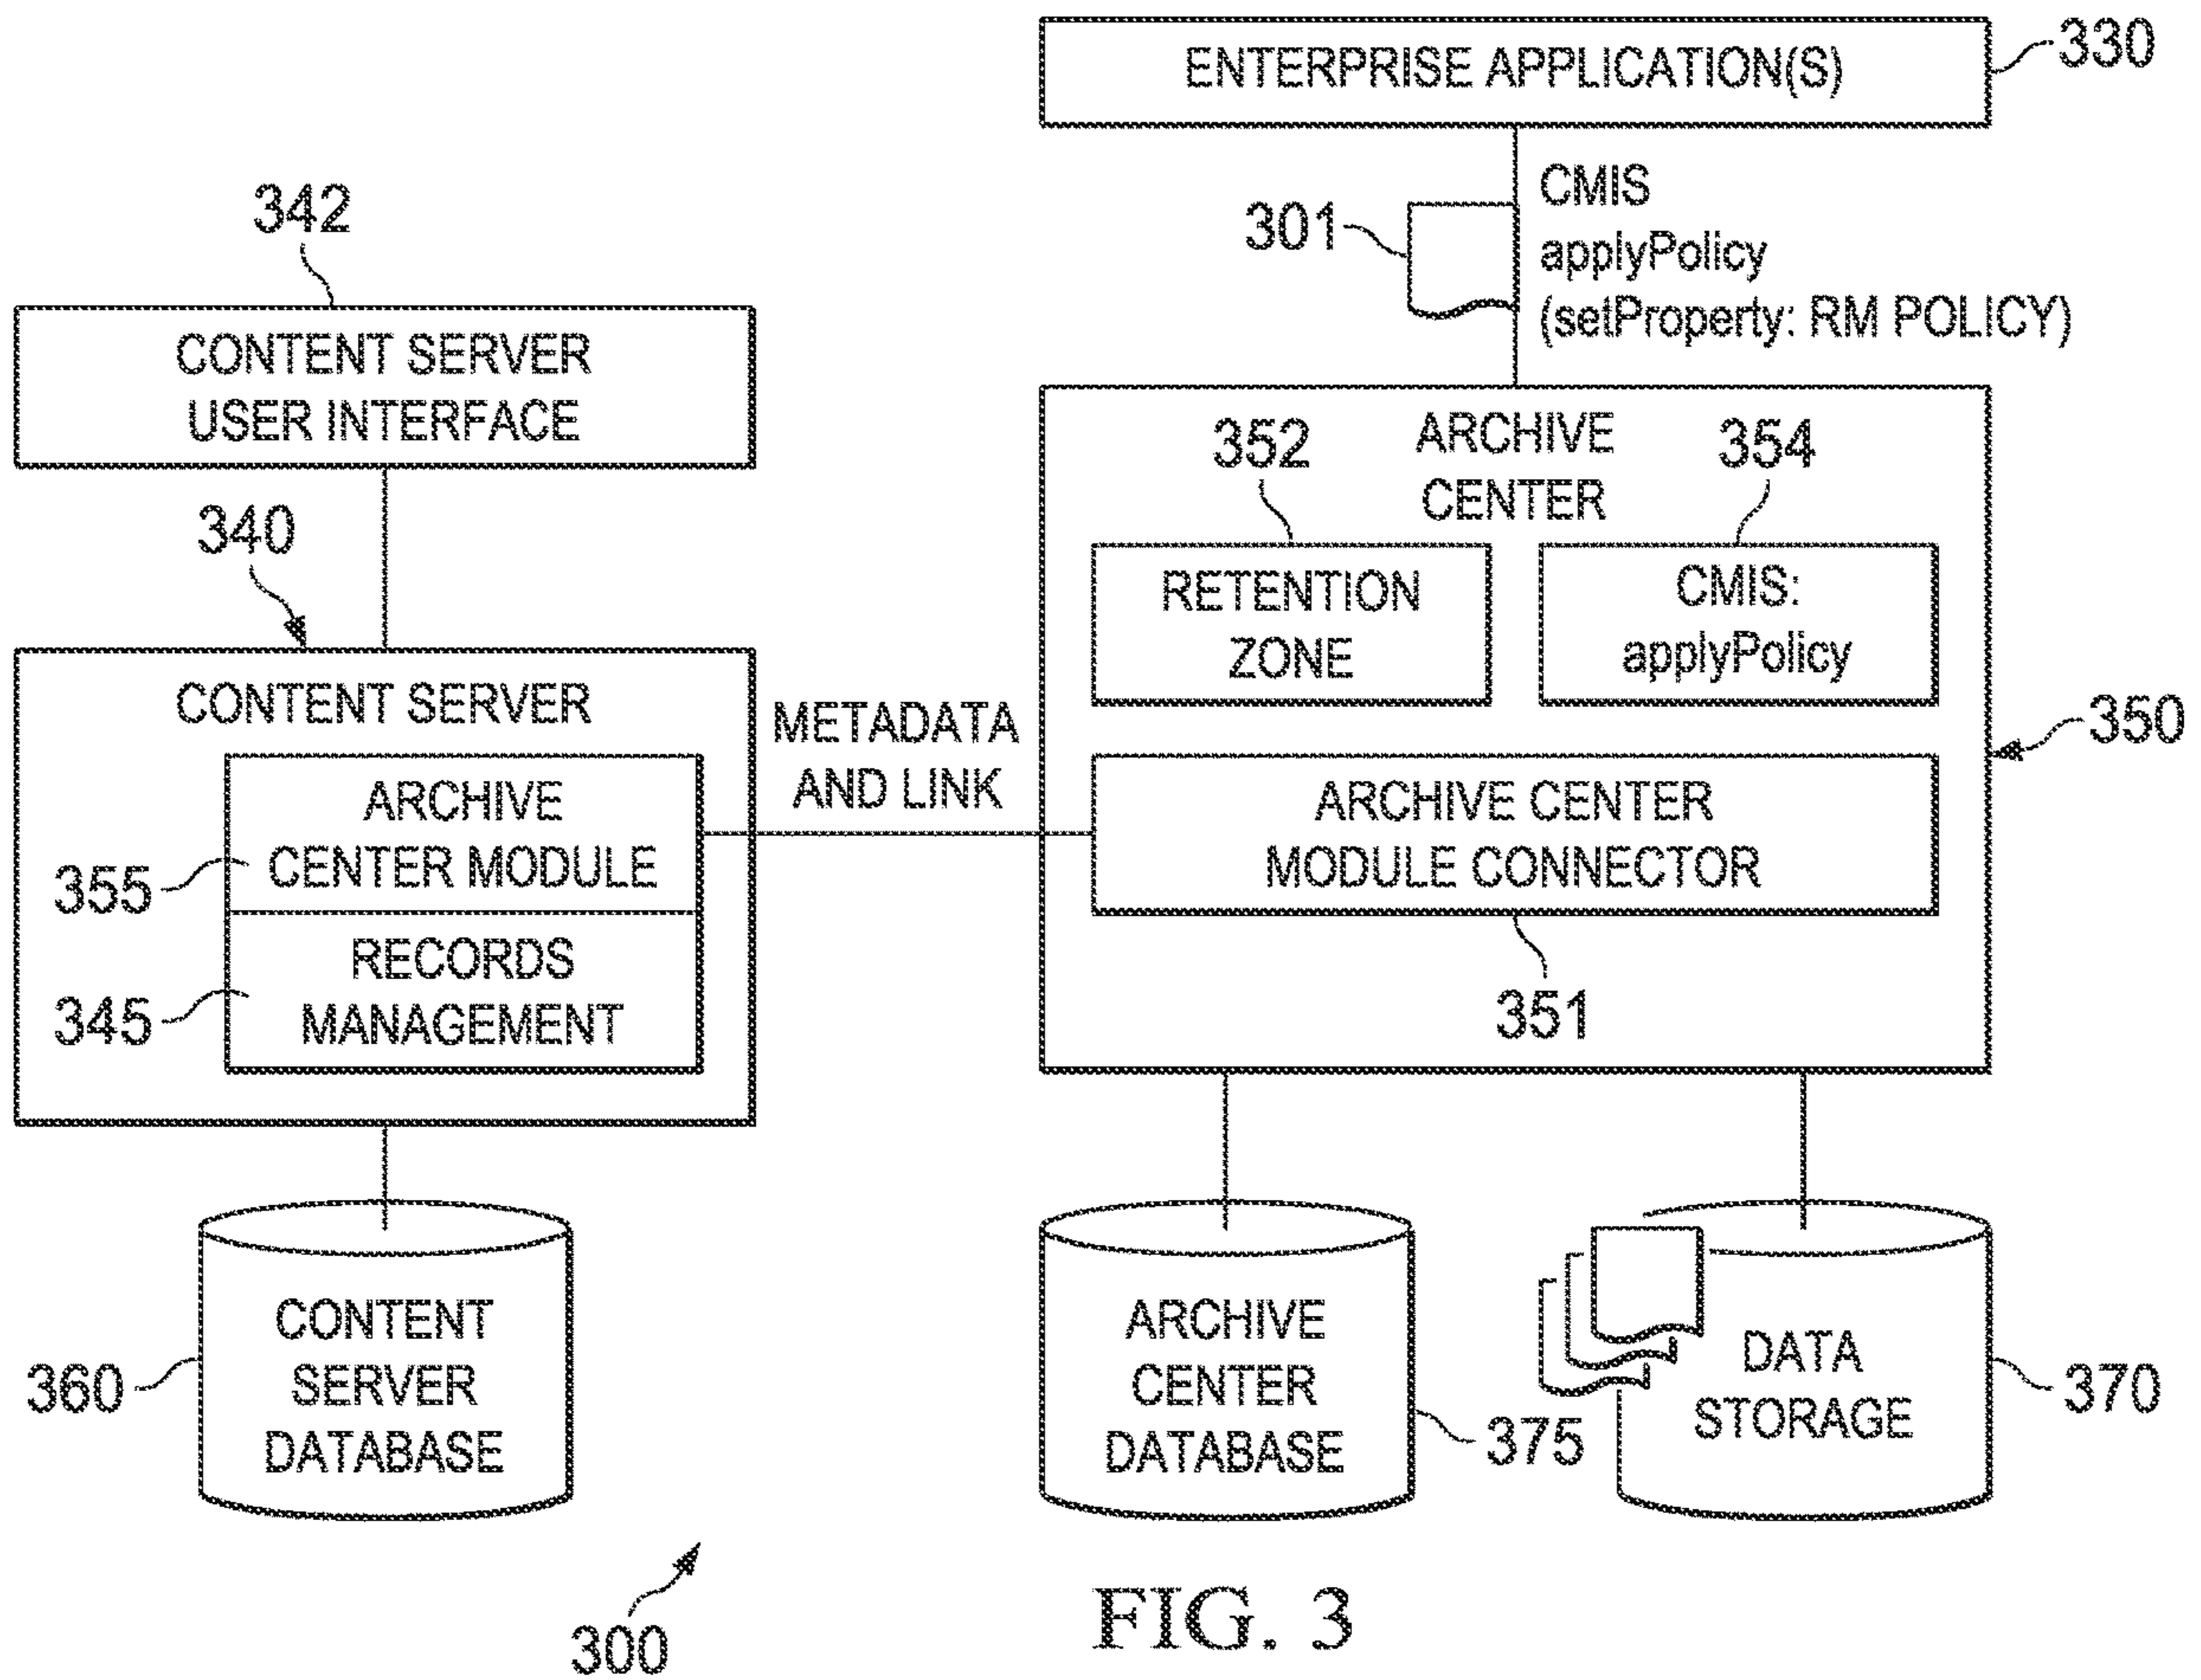 ENTERPRISE APPLICATION(S)
330
CMIS
applyPolicy
(setProperty: RM POLICY)
301
342
CONTENT SERVER
USER INTERFACE
340
CONTENT SERVER
ARCHIVE
CENTER MODULE
355
RECORDS
MANAGEMENT
345
METADATA
AND LINK
ARCHIVE
CENTER
352
354
RETENTION
ZONE
CMIS:
applyPolicy
350
ARCHIVE CENTER
MODULE CONNECTOR
351
CONTENT
SERVER
DATABASE
360
ARCHIVE
CENTER
DATABASE
375
DATA
STORAGE
370
300
FIG. 3